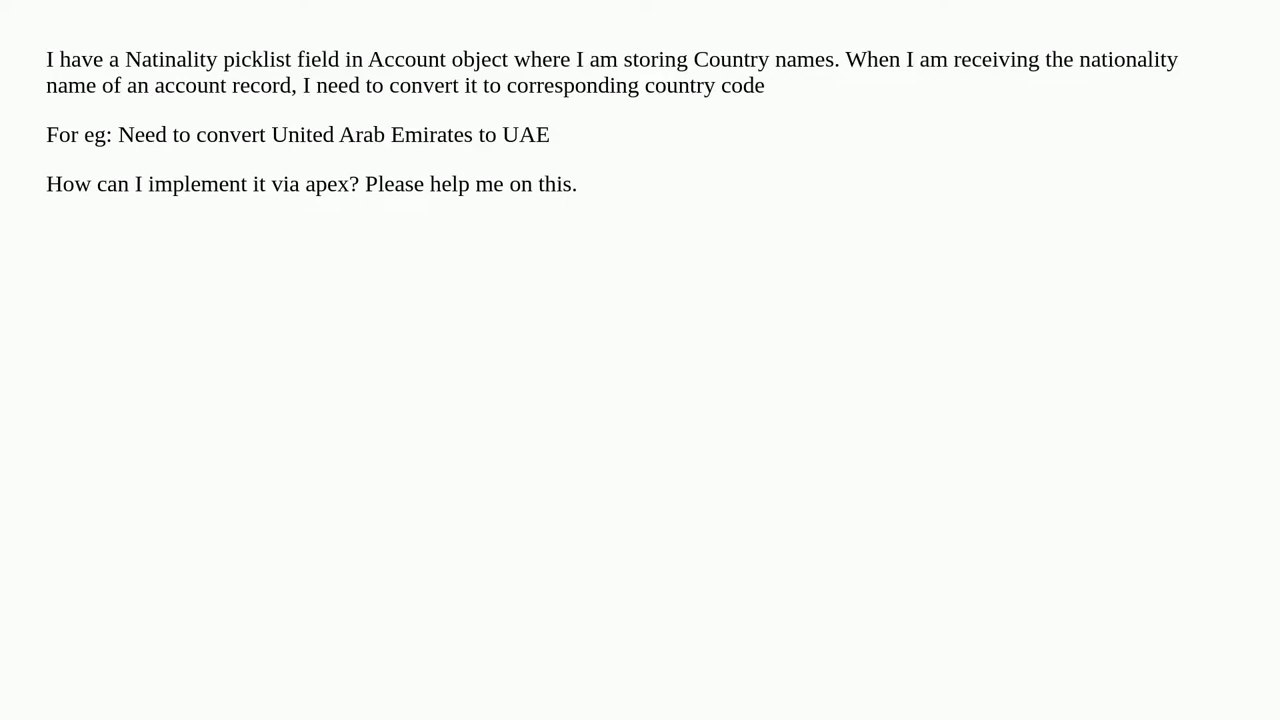 I have a Natinality picklist field in Account object where I am storing Country names. When I am receiving the nationality
name of an account record, I need to convert it to corresponding country code
For eg: Need to convert United Arab Emirates to UAE
How can I implement it via apex? Please help me on this.